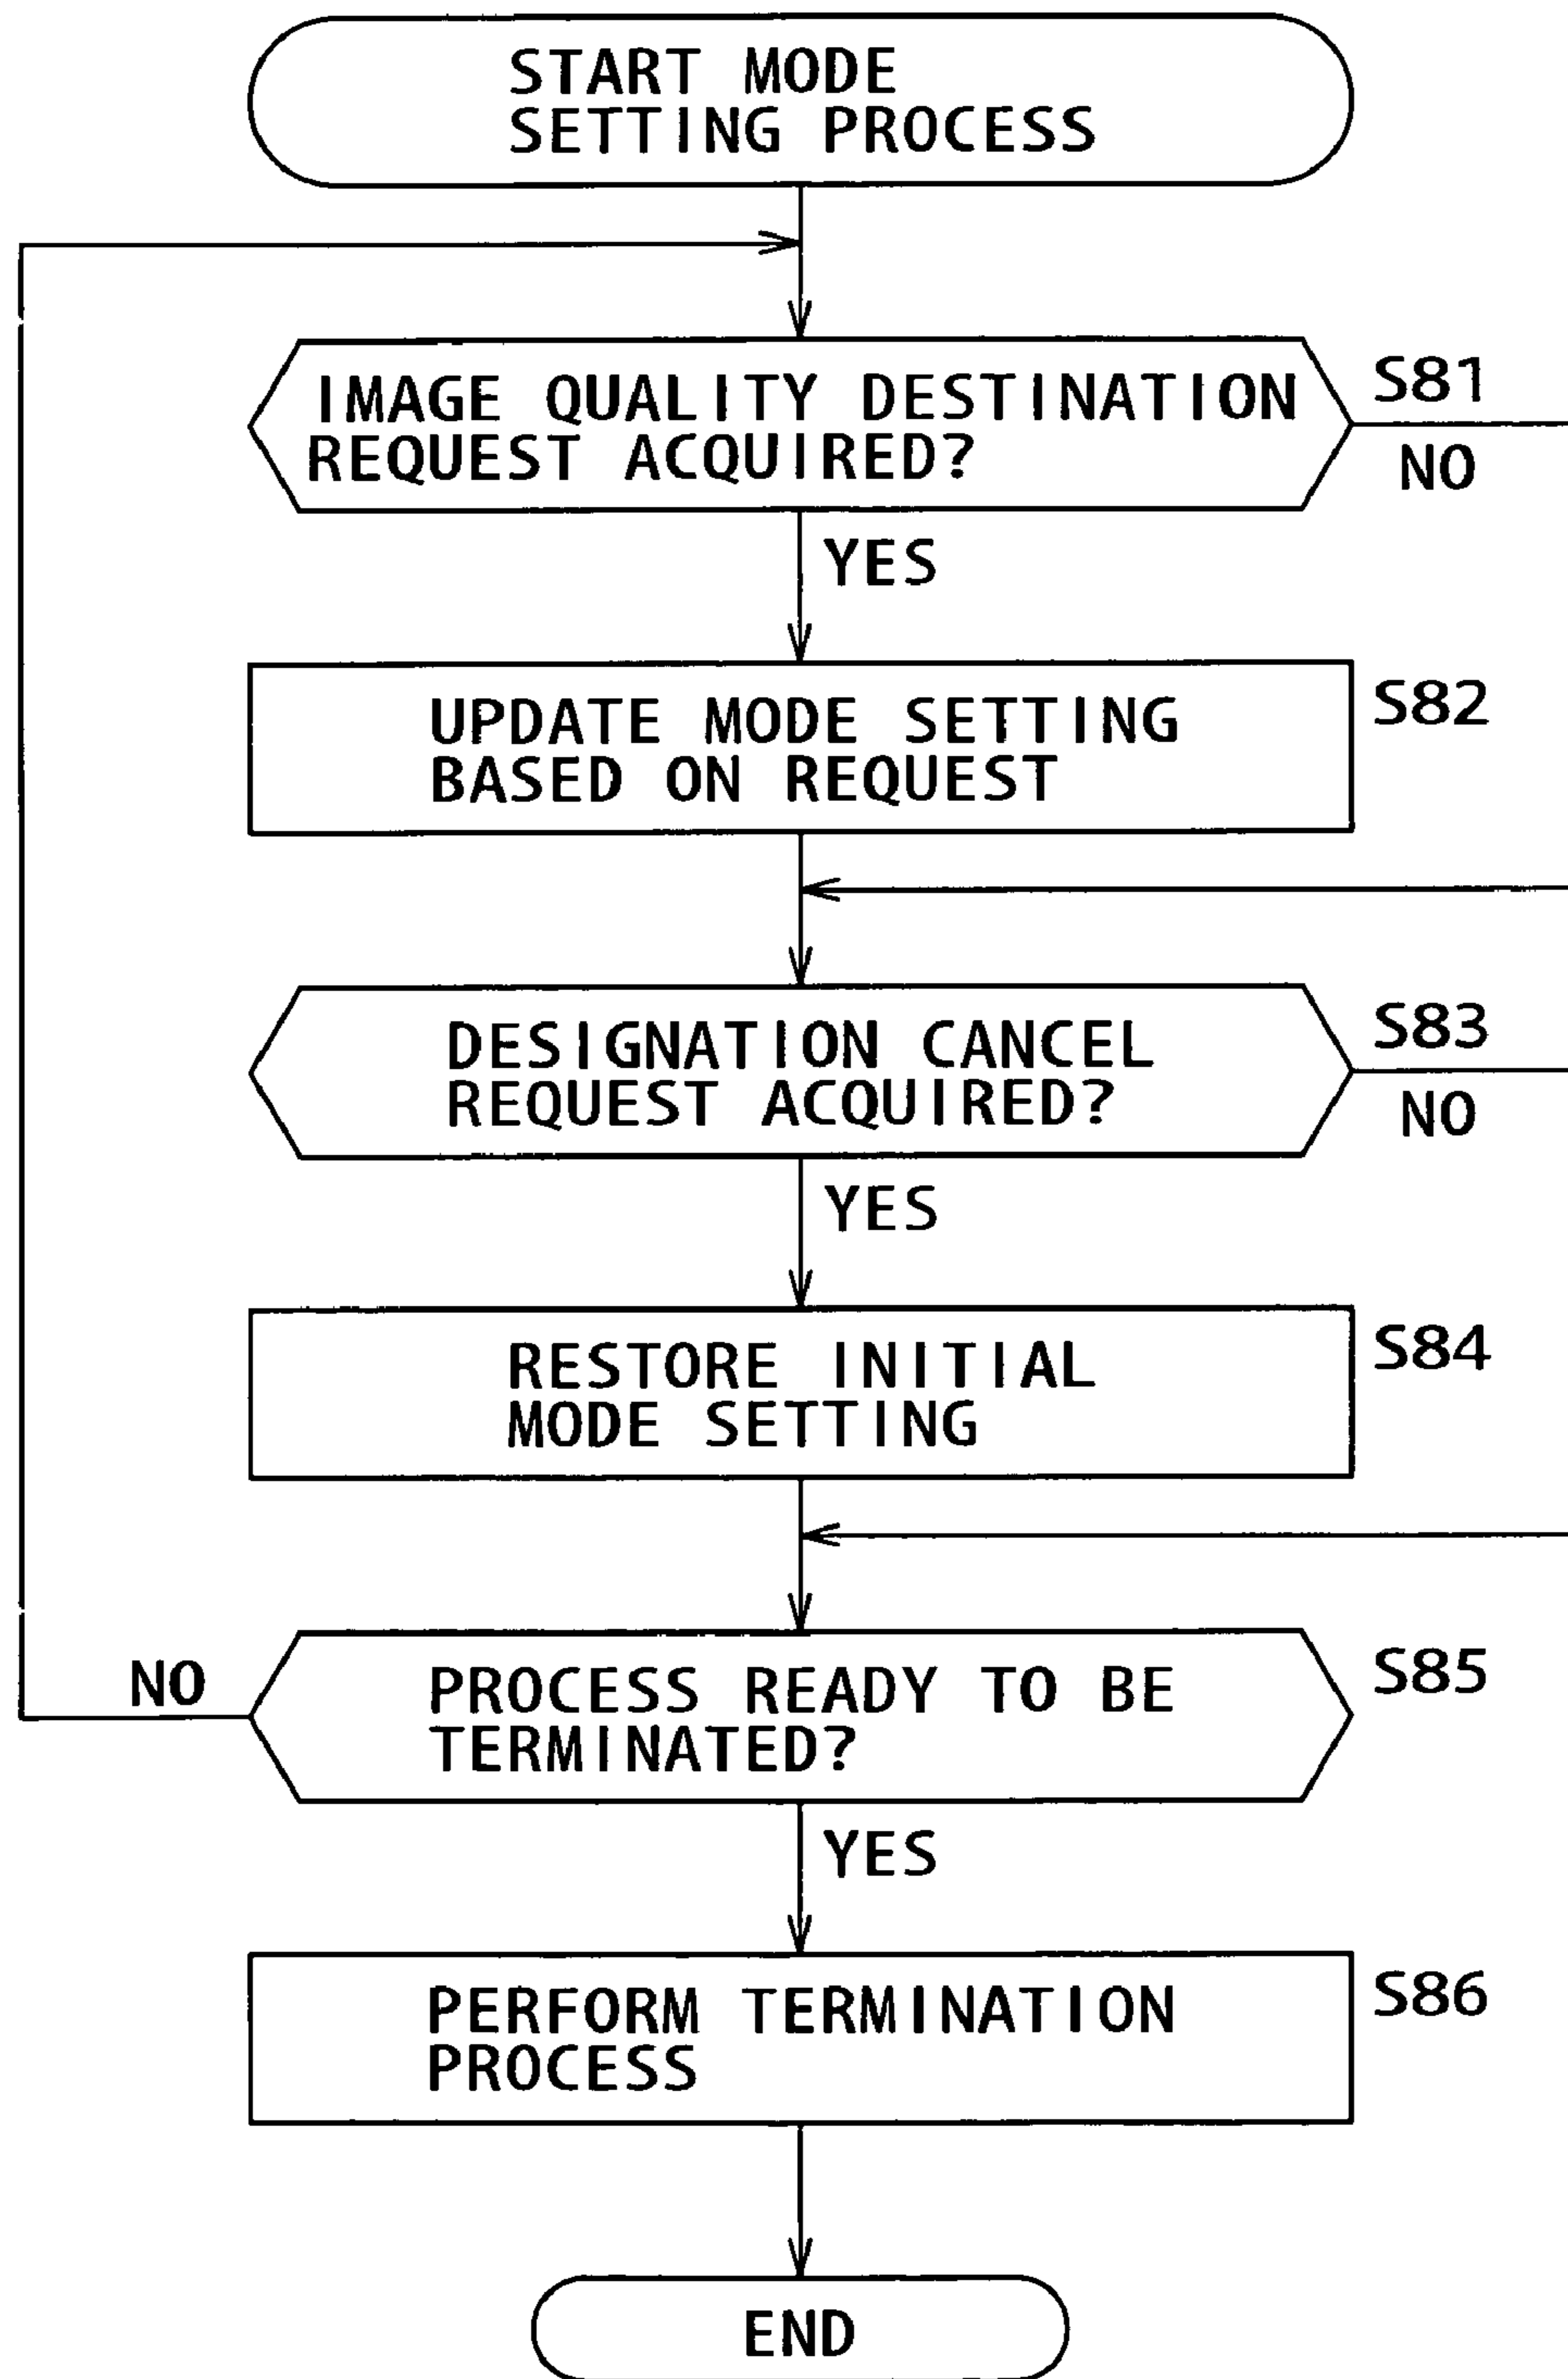 START MODE
SETTING PROCESS
IMAGE QUALITY DESTINATION
REQUEST ACQUIRED?
S81
NO
YES
UPDATE MODE SETTING
BASED ON REQUEST
S82
DESIGNATION CANCEL
REQUEST ACQUIRED?
S83
NO
YES
RESTORE INITIAL
MODE SETTING
S84
NO
PROCESS READY TO BE
TERMINATED?
S85
YES
PERFORM TERMINATION
PROCESS
S86
END